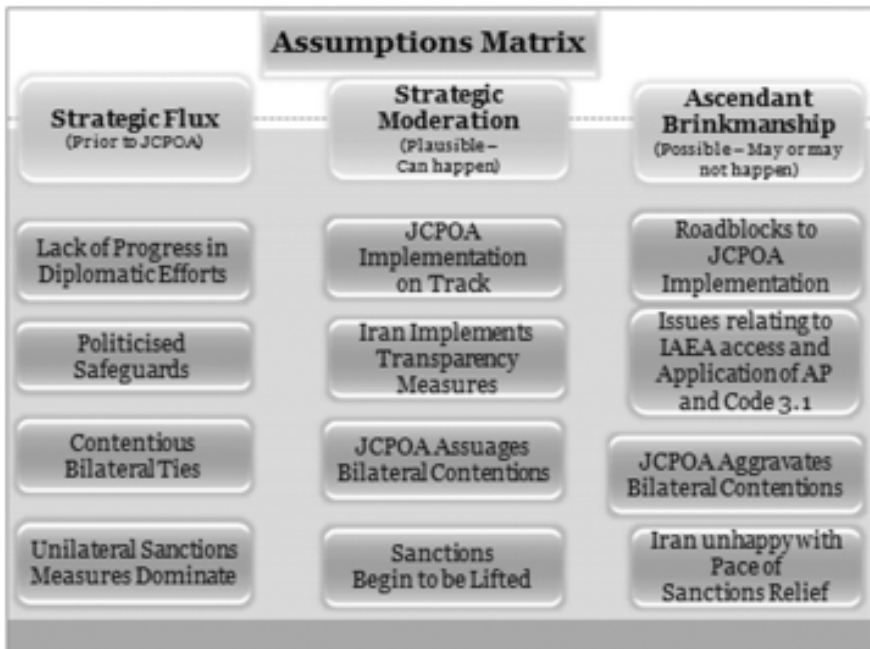 Assumptions Matrix
Strategic Flux
(Prior to JCPOA)
Lack of Progress in
Diplomatic Efforts
Politicised
Safeguards
Contentious
Bilateral Ties
Unilateral Sanctions
Measures Dominate
Strategic
Moderation
(Plausible –
Can happen)
JCPOA
Implementation
on Track
Iran Implements
Transparency
Measures
JCPOA Assuages
Bilateral Contentions
Sanctions
Begin to be Lifted
Ascendant
Brinkmanship
(Possible – May or may
not happen)
Roadblocks to
JCPOA
Implementation
Issues relating to
IAEA access and
Application of AP
and Code 3.1
JCPOA Aggravates
Bilateral Contentions
Iran unhappy with
Pace of
Sanctions Relief